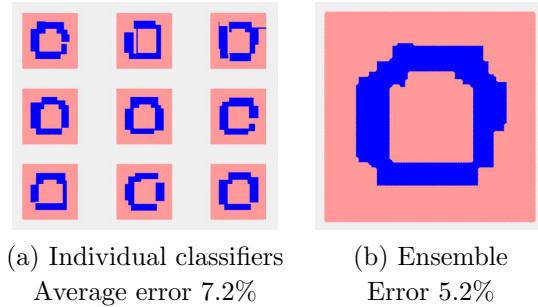 (a) Individual classifiers
Average error 7.2%
(b) Ensemble
Error 5.2%